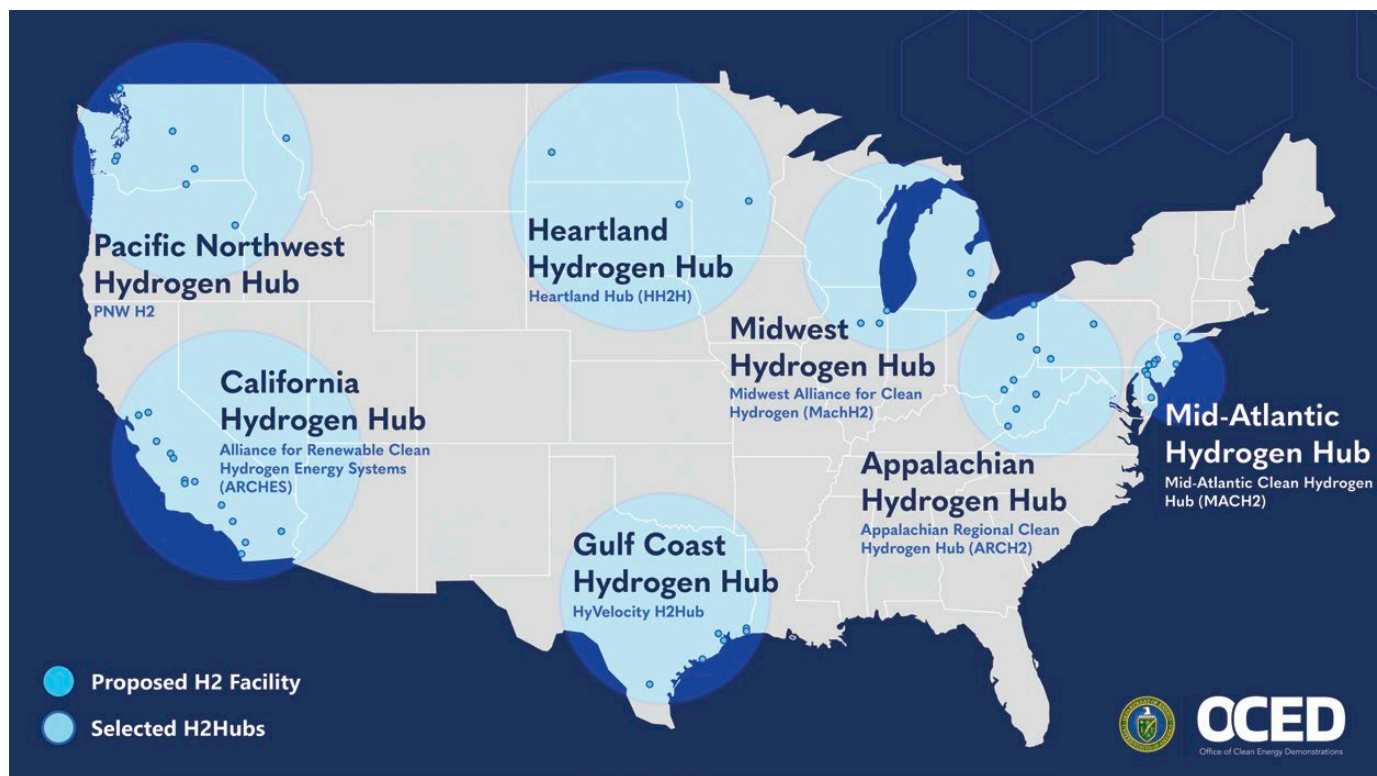 Pacific Northwest
Hydrogen Hub
PNW H2
Heartland
Hydrogen Hub
Heartland Hub (HH2H)
Midwest
Hydrogen Hub
Midwest Alliance for Clean
Hydrogen (MachH2)
California
Hydrogen Hub
Alliance for Renewable Clean
Hydrogen Energy Systems
(ARCHES)
Mid-Atlantic
Hydrogen Hub
Mid-Atlantic Clean Hydrogen
Hub (MACH2)
Appalachian
Hydrogen Hub
Appalachian Regional Clean
Hydrogen Hub (ARCH2)
Gulf Coast
Hydrogen Hub
HyVelocity H2Hub
Proposed H2 Facility
Selected H2Hubs
OCED
Office of Clean Energy Demonstrations